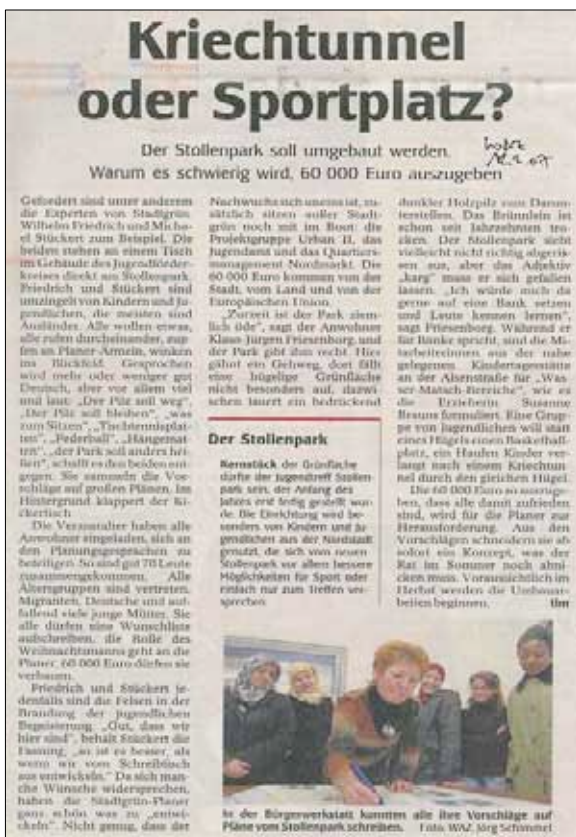 Kriechtunnel
oder Sportplatz?
Der Stollenpark soll umgebaut werden.
Warum es schwierig wird, 60 000 Euro auszugeben
Gefordert sind unter anderem
die Experten von Stadtgrün.
Wilhelm Friedrich und Micha-
el Stückert zum Beispiel. Die
beiden stehen an einem Tisch
im Gebäude des Jugendförder-
kreises direkt am Stollenpark.
Friedrich und Stückert sind
umzingelt von Kindern und Ju-
gendlichen, die meisten sind
Ausländer. Alle wollen etwas,
alle rufen durcheinander, zup-
fen an Planer-Ärmeln, winken
ins Blickfeld. Gesprochen
wird mehr oder weniger gut
Deutsch, aber vor allem viel
und laut: „Der Pilz soll weg",
„Der Pilz soll bleiben", „was
zum Sitzen", „Tischtennisplat-
ten", „Federball", „Hängemat-
ten", „der Park soll anders hei-
ßen", schallt es den beiden ent-
gegen. Sie sammeln die Vor-
schläge auf großen Plänen. Im
Hintergrund klappert der Ki-
ckertisch.
Die Veranstalter haben alle
Anwohner eingeladen, sich an
den Planungsgesprächen zu
beteiligen. So sind gut 70 Leute
zusammengekommen. Alle
Altersgruppen sind vertreten,
Migranten, Deutsche und auf-
fallend viele junge Mütter. Sie
alle dürfen eine Wunschliste
aufschreiben, die Rolle des
Weihnachtsmanns geht an die
Planer, 60 000 Euro dürfen sie
verbauen.
Friedrich und Stückert je-
denfalls sind die Felsen in der
Brandung der jugendlichen
Begeisterung. „Gut, dass wir
hier sind", behält Stückert die
Fassung, „so ist es besser, als
wenn wir vom Schreibtisch
aus entwickeln." Da sich man-
che Wünsche widersprechen,
haben die Stadtgrün-Planer
ganz schön was zu „entwi-
ckeln". Nicht genug, dass der
Nachwuchs sich uneins ist, zu-
sätzlich sitzen außer Stadt-
grün noch mit im Boot: die
Projektgruppe Urban II, das
Jugendamt und das Quartiers-
management Nordmarkt. Die
60 000 Euro kommen von der
Stadt, vom Land und von der
Europäischen Union.
„Zurzeit ist der Park ziem-
lich öde", sagt der Anwohner
Klaus Jürgen Friesenborg, und
der Park gibt ihm recht. Hier
gähnt ein Gehweg, dort fällt
eine hügelige Grünfläche
nicht besonders auf, dazwi-
schen lauert ein bedrückend
Der Stollenpark
Kernstück der Grünfläche
dürfte der Jugendtreff Stollen-
park sein, der Anfang des
Jahres erst fertig gestellt wur-
de. Die Einrichtung wird be-
sonders von Kindern und Ju-
gendlichen aus der Nordstadt
genutzt, die sich vom neuen
Stollenpark vor allem bessere
Möglichkeiten für Sport oder
einfach nur zum Treffen ver-
sprechen.
dunkler Holzpilz zum Darun-
terstellen. Das Brünnlein ist
schon seit Jahrzehnten tro-
cken. Der Stollenpark sieht
vielleicht nicht richtig abgeris-
sen aus, aber das Adjektiv
„karg" muss er sich gefallen
lassen. „Ich würde mich da
gerne auf eine Bank setzen
und Leute kennen lernen",
sagt Friesenborg. Während er
für Bänke spricht, sind die Mi-
tarbeiterinnen aus der nahe
gelegenen Kindertagesstätte
an der Alsenstraße für „Was-
ser-Matsch-Bereiche", wie es
die Erzieherin Susanne
Brauns formuliert. Eine Grup-
pe von Jugendlichen will statt
eines Hügels einen Basketball-
platz, ein Haufen Kinder ver-
langt nach einem Kriechtun-
nel durch den gleichen Hügel.
Die 60 000 Euro so auszuge-
ben, dass alle damit zufrieden
sind, wird für die Planer zur
Herausforderung. Aus den
Vorschlägen schneidern sie ab
sofort ein Konzept, was der
Rat im Sommer noch abni-
cken muss. Voraussichtlich im
Herbst werden die Umbauar-
beiten beginnen. tim
In der Bürgerwerkstatt konnten alle ihre Vorschläge auf
Pläne vom Stollenpark schreiben. Foto: WAZ, Jörg Schimmel